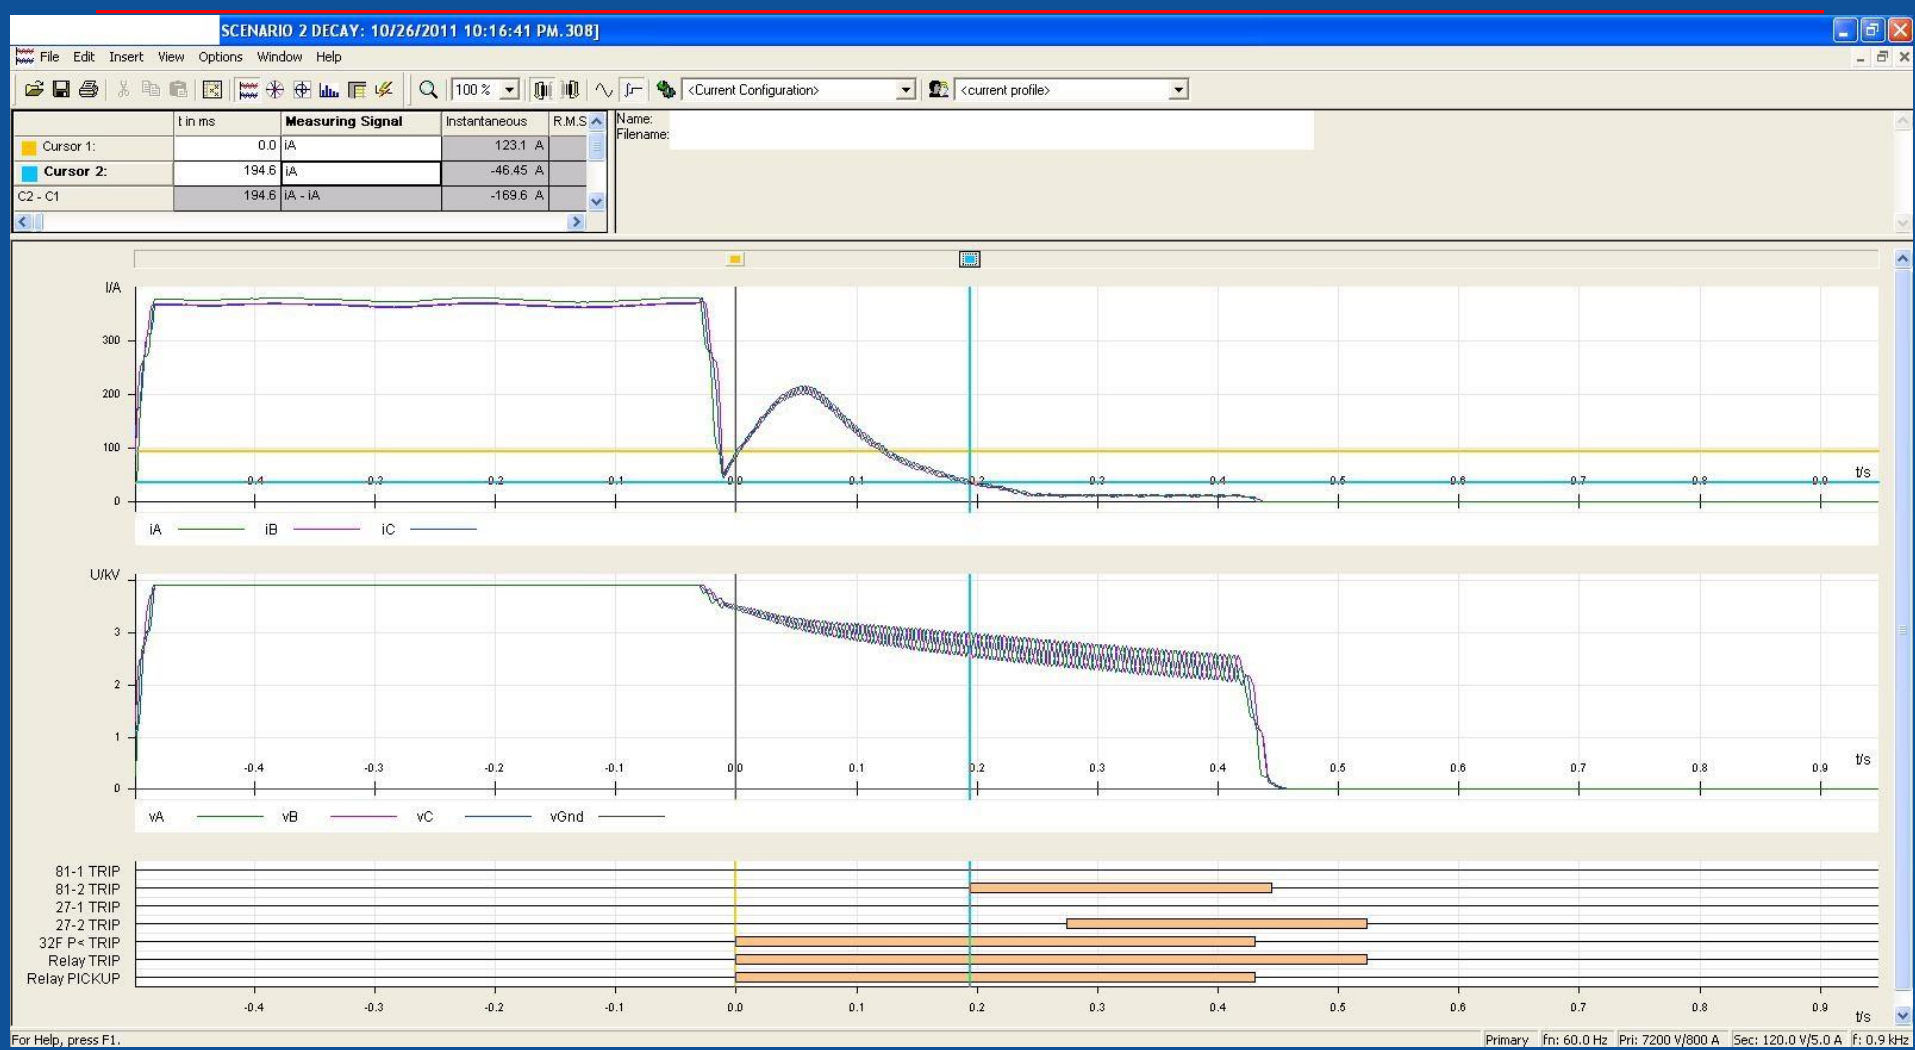 SCENARIO 2 DECAY: 10/26/2011 10:16:41 PM.308]
File Edit Insert View Options Window Help
100 % <Current Configuration> <current profile>
t in ms Measuring Signal Instantaneous R.M.S
Cursor 1: 0.0 iA 123.1 A
Cursor 2: 194.6 iA -46.45 A
C2 - C1 194.6 iA - iA -169.6 A
Name:
Filename:
I/A
300
200
100
-0.4 -0.3 -0.2 -0.1 0.0 0.1 0.2 0.3 0.4 0.5 0.6 0.7 0.8 0.9 t/s
0
iA iB iC
U/kV
3
2
1
-0.4 -0.3 -0.2 -0.1 0.0 0.1 0.2 0.3 0.4 0.5 0.6 0.7 0.8 0.9 t/s
0
vA vB vC vGnd
81-1 TRIP
81-2 TRIP
27-1 TRIP
27-2 TRIP
32F P< TRIP
Relay TRIP
Relay PICKUP
-0.4 -0.3 -0.2 -0.1 0.0 0.1 0.2 0.3 0.4 0.5 0.6 0.7 0.8 0.9 t/s
For Help, press F1. Primary fn: 60.0 Hz Pri: 7200 V/800 A Sec: 120.0 V/5.0 A f: 0.9 kHz